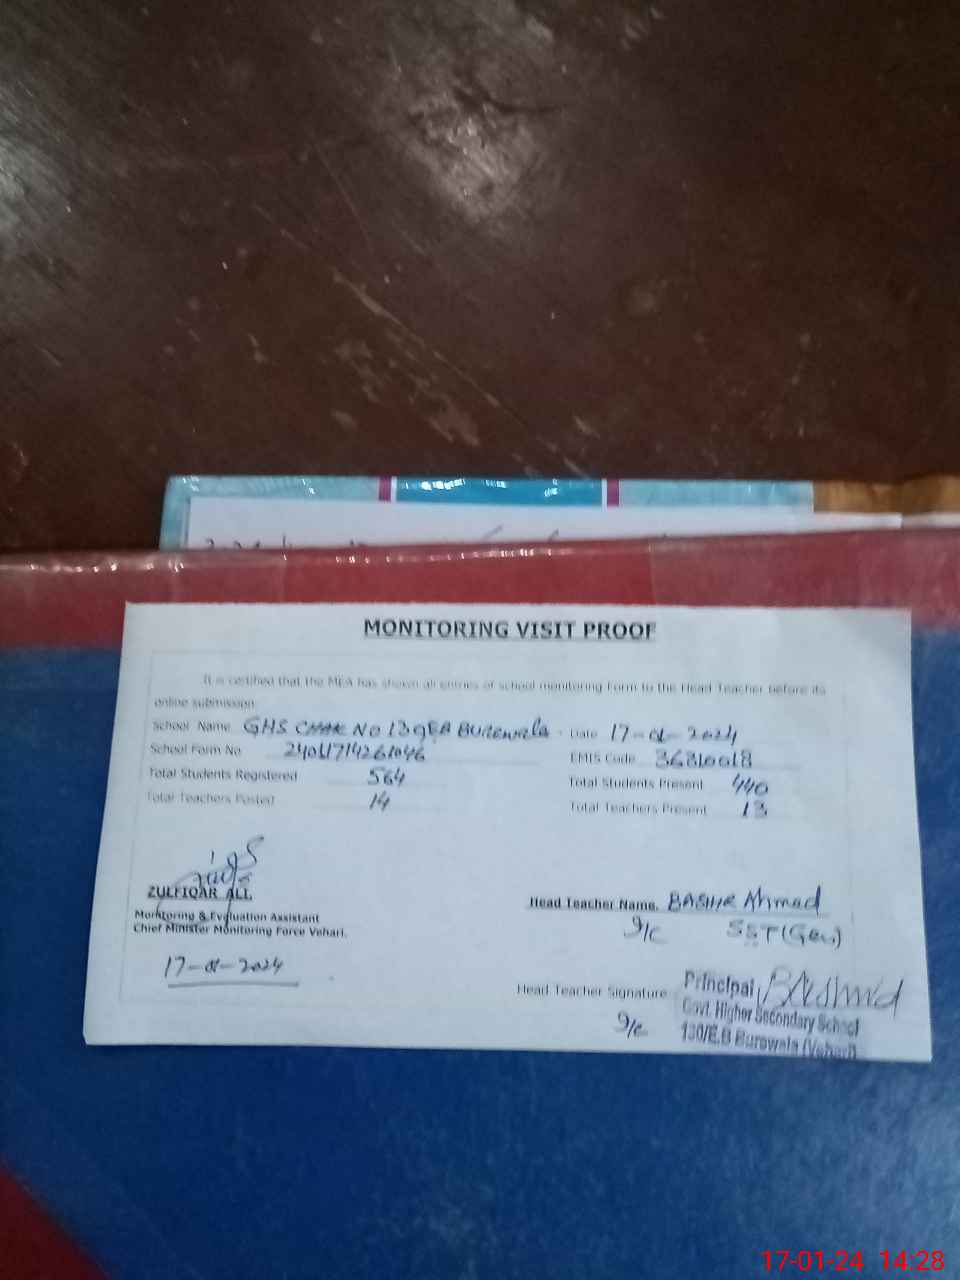 MONITORING VISIT PROOF
It is certified that the MEA has shown all entries of school monitoring Form to the Head Teacher before its
online submission.
School Name GHS CHAK NO Burewala Date 17-01-2024
School Form No
EMIS Code 36310018
Total Students Registered 564
Total Students Present 440
Total Teachers Posted 14
Total Teachers Present 13
ZULFIQAR ALI
Monitoring & Evaluation Assistant
Chief Minister Monitoring Force Vehari.
17-01-2024
Head Teacher Name. BASHIR Ahmad
I/C SST (Gen)
Head Teacher Signature
I/C
Principal
Govt. Higher Secondary School
130/E.B Burewala (Vehari)
17-01-24 14:28